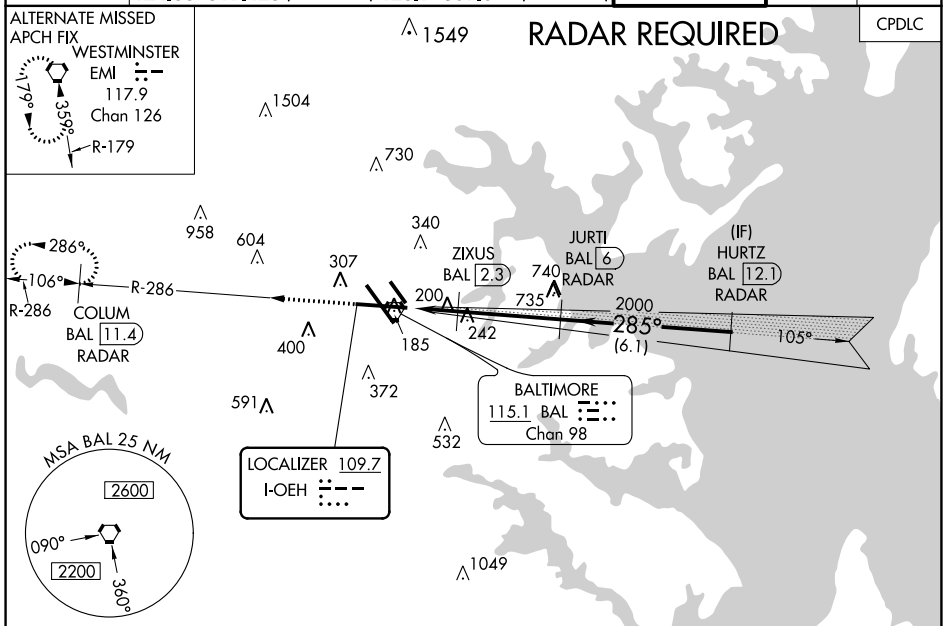 ALTERNATE MISSED
APCH FIX
WESTMINSTER
EMI
117.9
Chan 126
179°
359°
R-179
1549
RADAR REQUIRED
CPDLC
1504
730
958
604
340
307
ZIXUS
BAL 2.3
JURTI
BAL 6
RADAR
(IF)
HURTZ
BAL 12.1
RADAR
286°
106°
R-286
R-286
COLUM
BAL 11.4
RADAR
200
740
735
2000
285°
(6.1)
105°
400
185
242
372
591
532
BALTIMORE
115.1 BAL
Chan 98
LOCALIZER 109.7
I-OEH
MSA BAL 25 NM
2600
090°
2200
360°
1049